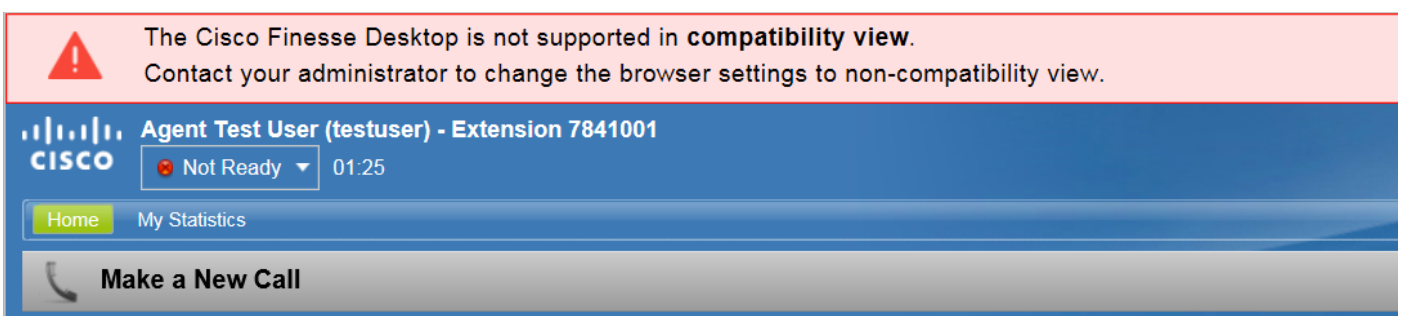 The Cisco Finesse Desktop is not supported in compatibility view.
Contact your administrator to change the browser settings to non-compatibility view.
CISCO
Agent Test User (testuser) - Extension 7841001
Not Ready 01:25
Home My Statistics
Make a New Call